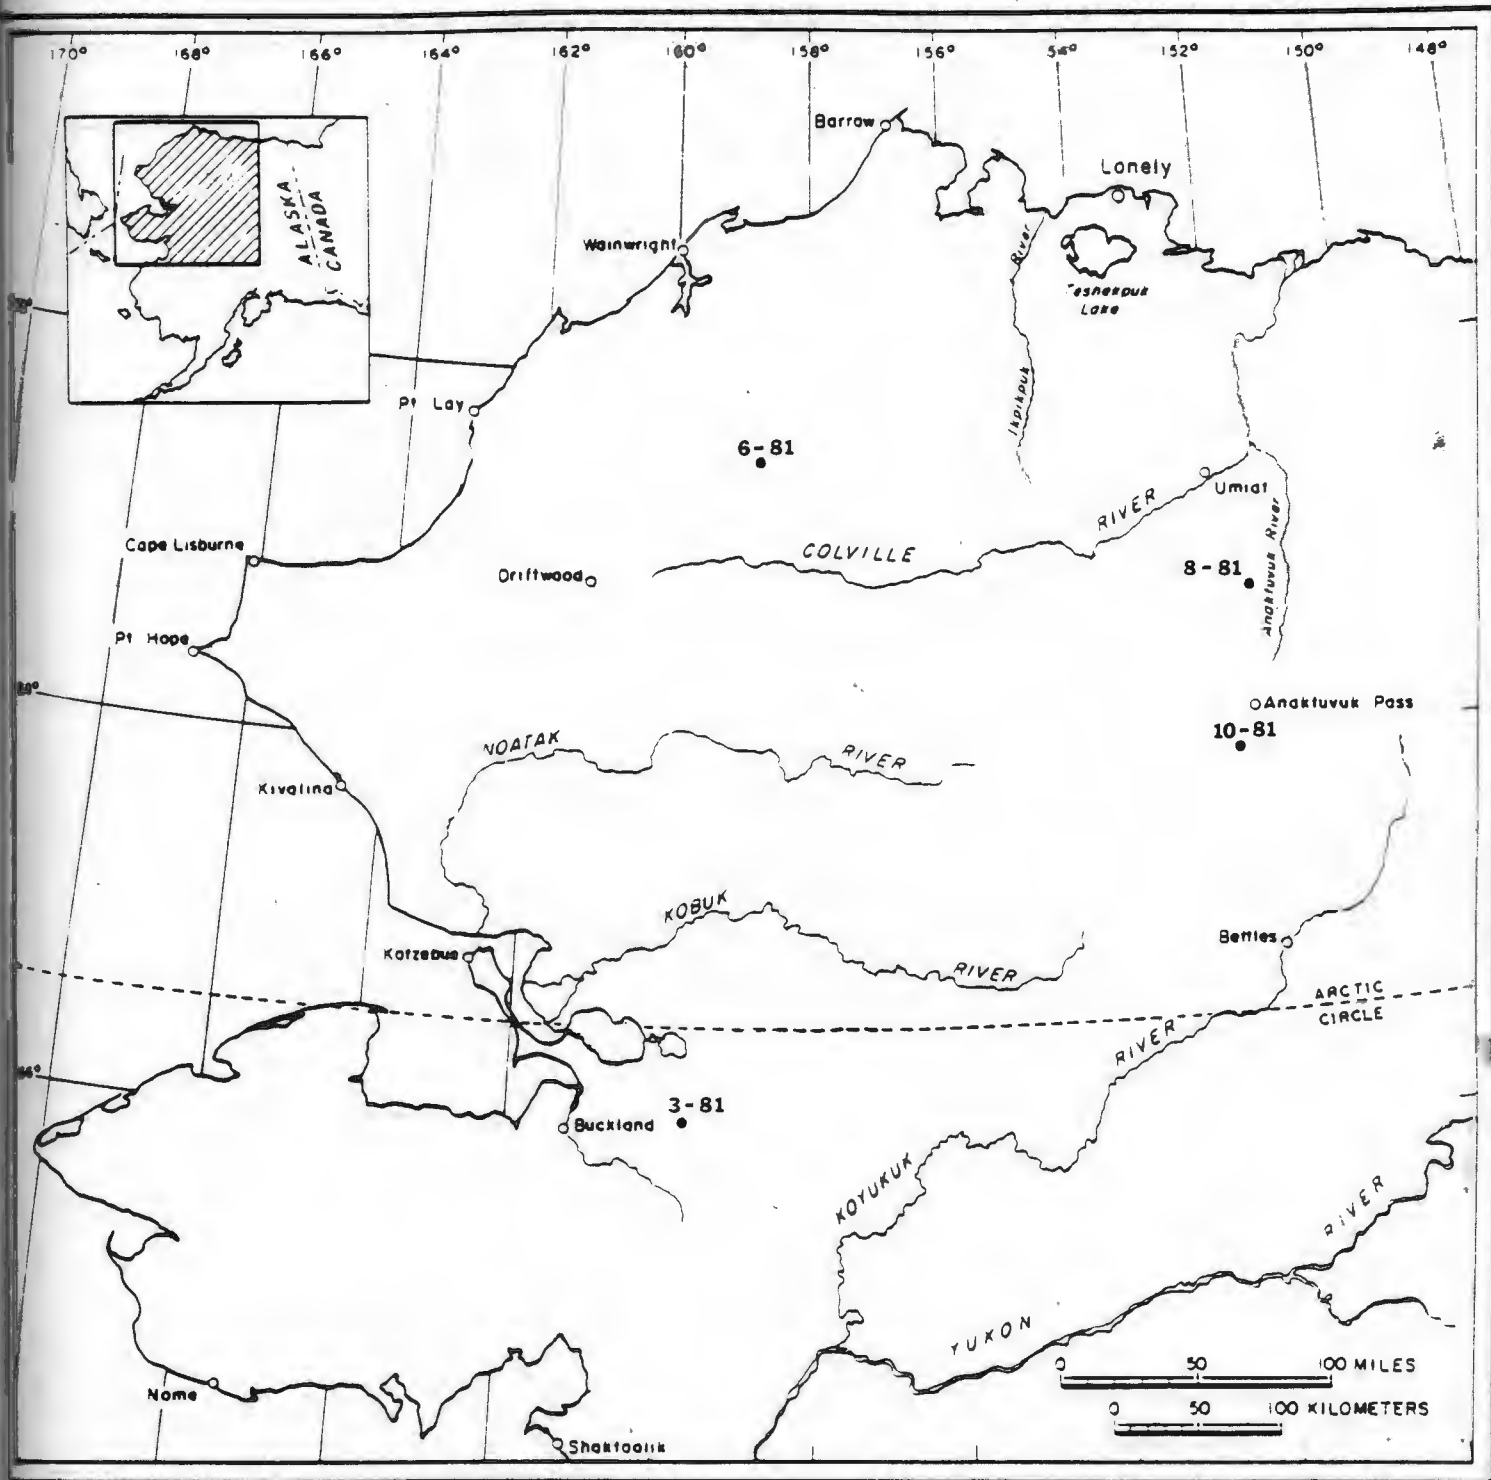 170° 168° 166° 164° 162° 160° 158° 156° 54° 152° 150° 148°
Barrow
Lonely
ALASKA
CANADA
Wainwright
River
Teshekpuk
Lake
Pt Lay
Ikpikpuk
6-81
RIVER
Umiat
Cape Lisburne
COLVILLE
Driftwood
8-81
Anaktuvuk River
Pt Hope
Anaktuvuk Pass
10-81
NOATAK
RIVER
Kivalina
KOBUK
Bettles
Kotzebue
RIVER
ARCTIC
CIRCLE
RIVER
66°
3-81
Buckland
KOYUKUK
RIVER
YUKON
0 50 100 MILES
Nome
0 50 100 KILOMETERS
Shaktoolik